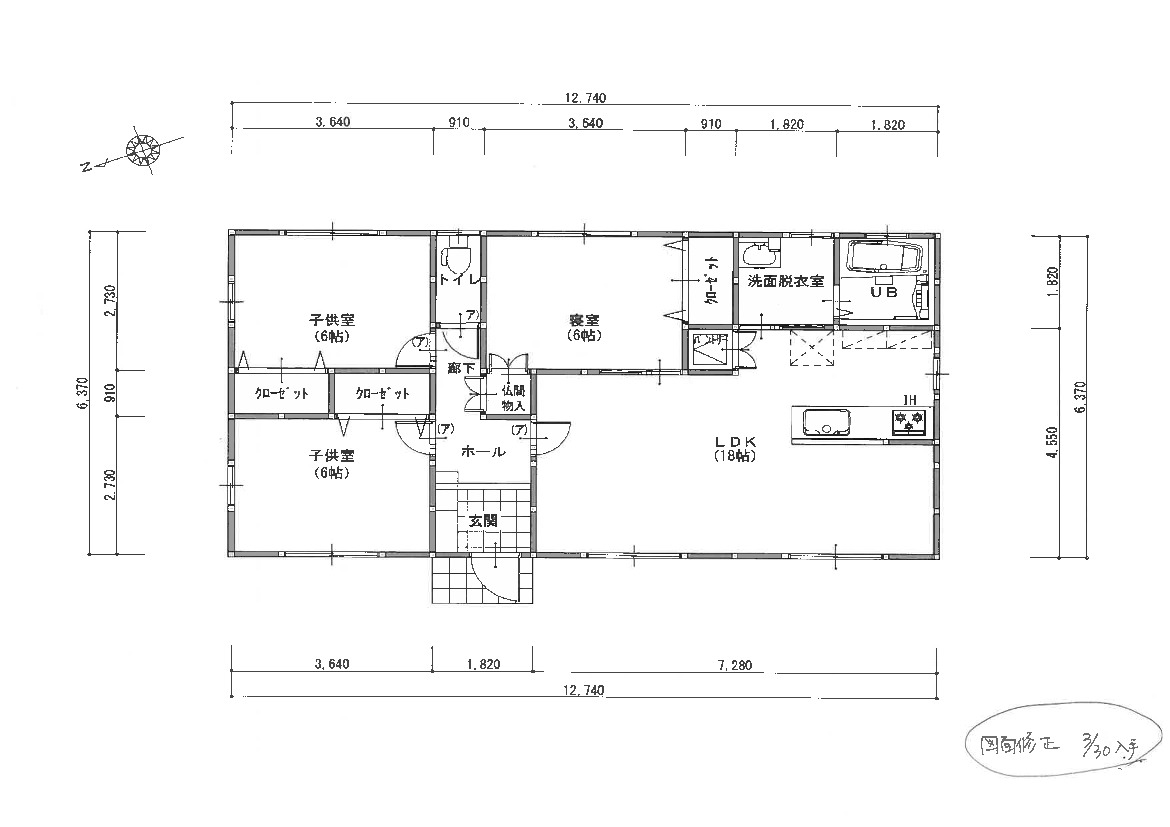 12,740
3,640
910
3,640
910
1,820
1,820
N
2,730
910
2,730
6,370
トイレ
クローゼット
洗面脱衣室
UB
子供室
(6帖)
(ア)
(ア)
寝室
(6帖)
パントリー
廊下
クローゼット
クローゼット
仏間
物入
IH
(ア)
(ア)
子供室
(6帖)
ホール
LDK
(18帖)
玄関
1,820
4,550
6,370
3,640
1,820
7,280
12,740
図面修正 3/30入手